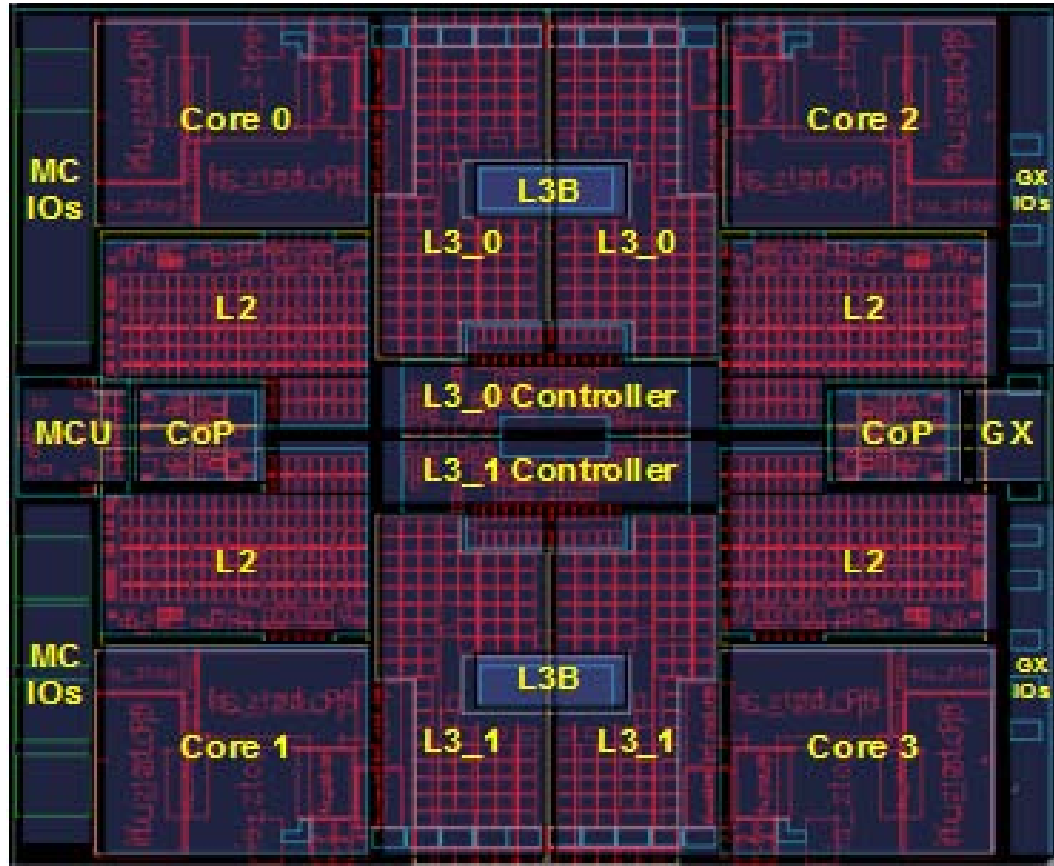 Core 0
Core 2
MC
IOs
GX
IOs
L3B
L3_0
L3_0
L2
L2
L3_0 Controller
MCU
CoP
CoP
GX
L3_1 Controller
L2
L2
MC
IOs
GX
IOs
L3B
Core 1
L3_1
L3_1
Core 3